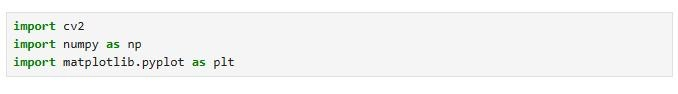 import cv2
import numpy as np
import matplotlib.pyplot as plt